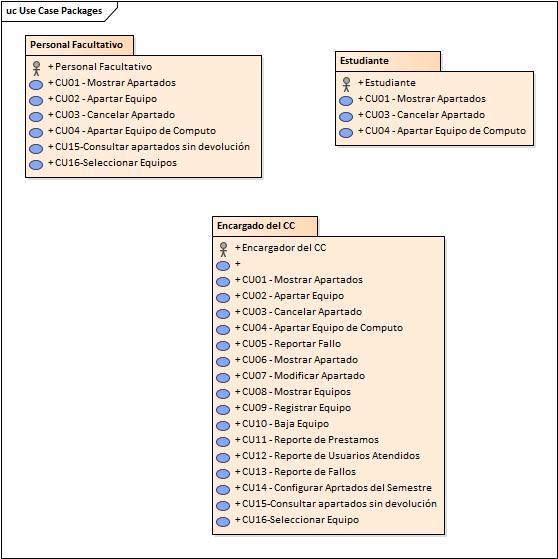 uc Use Case Packages
Personal Facultativo
+ Personal Facultativo
+ CU01 - Mostrar Apartados
+ CU02 - Apartar Equipo
+ CU03 - Cancelar Apartado
+ CU04 - Apartar Equipo de Computo
+ CU15-Consultar apartados sin devolución
+ CU16-Seleccionar Equipos
Estudiante
+ Estudiante
+ CU01 - Mostrar Apartados
+ CU03 - Cancelar Apartado
+ CU04 - Apartar Equipo de Computo
Encargado del CC
+ Encargador del CC
+
+ CU01 - Mostrar Apartados
+ CU02 - Apartar Equipo
+ CU03 - Cancelar Apartado
+ CU04 - Apartar Equipo de Computo
+ CU05 - Reportar Fallo
+ CU06 - Mostrar Apartado
+ CU07 - Modificar Apartado
+ CU08 - Mostrar Equipos
+ CU09 - Registrar Equipo
+ CU10 - Baja Equipo
+ CU11 - Reporte de Prestamos
+ CU12 - Reporte de Usuarios Atendidos
+ CU13 - Reporte de Fallos
+ CU14 - Configurar Aprtados del Semestre
+ CU15-Consultar apartados sin devolución
+ CU16-Seleccionar Equipo